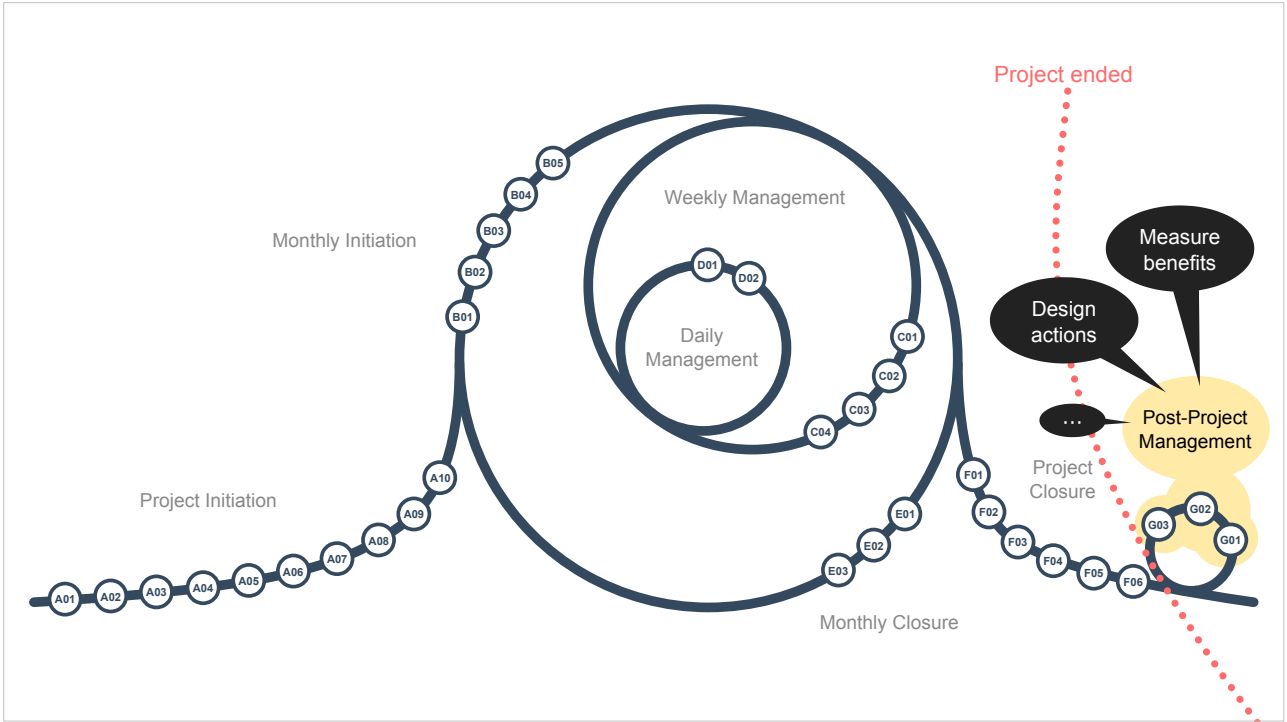 Project ended
Measure
benefits
Design
actions
...
Post-Project
Management
Project
Closure
Weekly Management
Daily
Management
Monthly Initiation
Project Initiation
Monthly Closure
A01
A02
A03
A04
A05
A06
A07
A08
A09
A10
B01
B02
B03
B04
B05
C01
C02
C03
C04
D01
D02
E01
E02
E03
F01
F02
F03
F04
F05
F06
G01
G02
G03